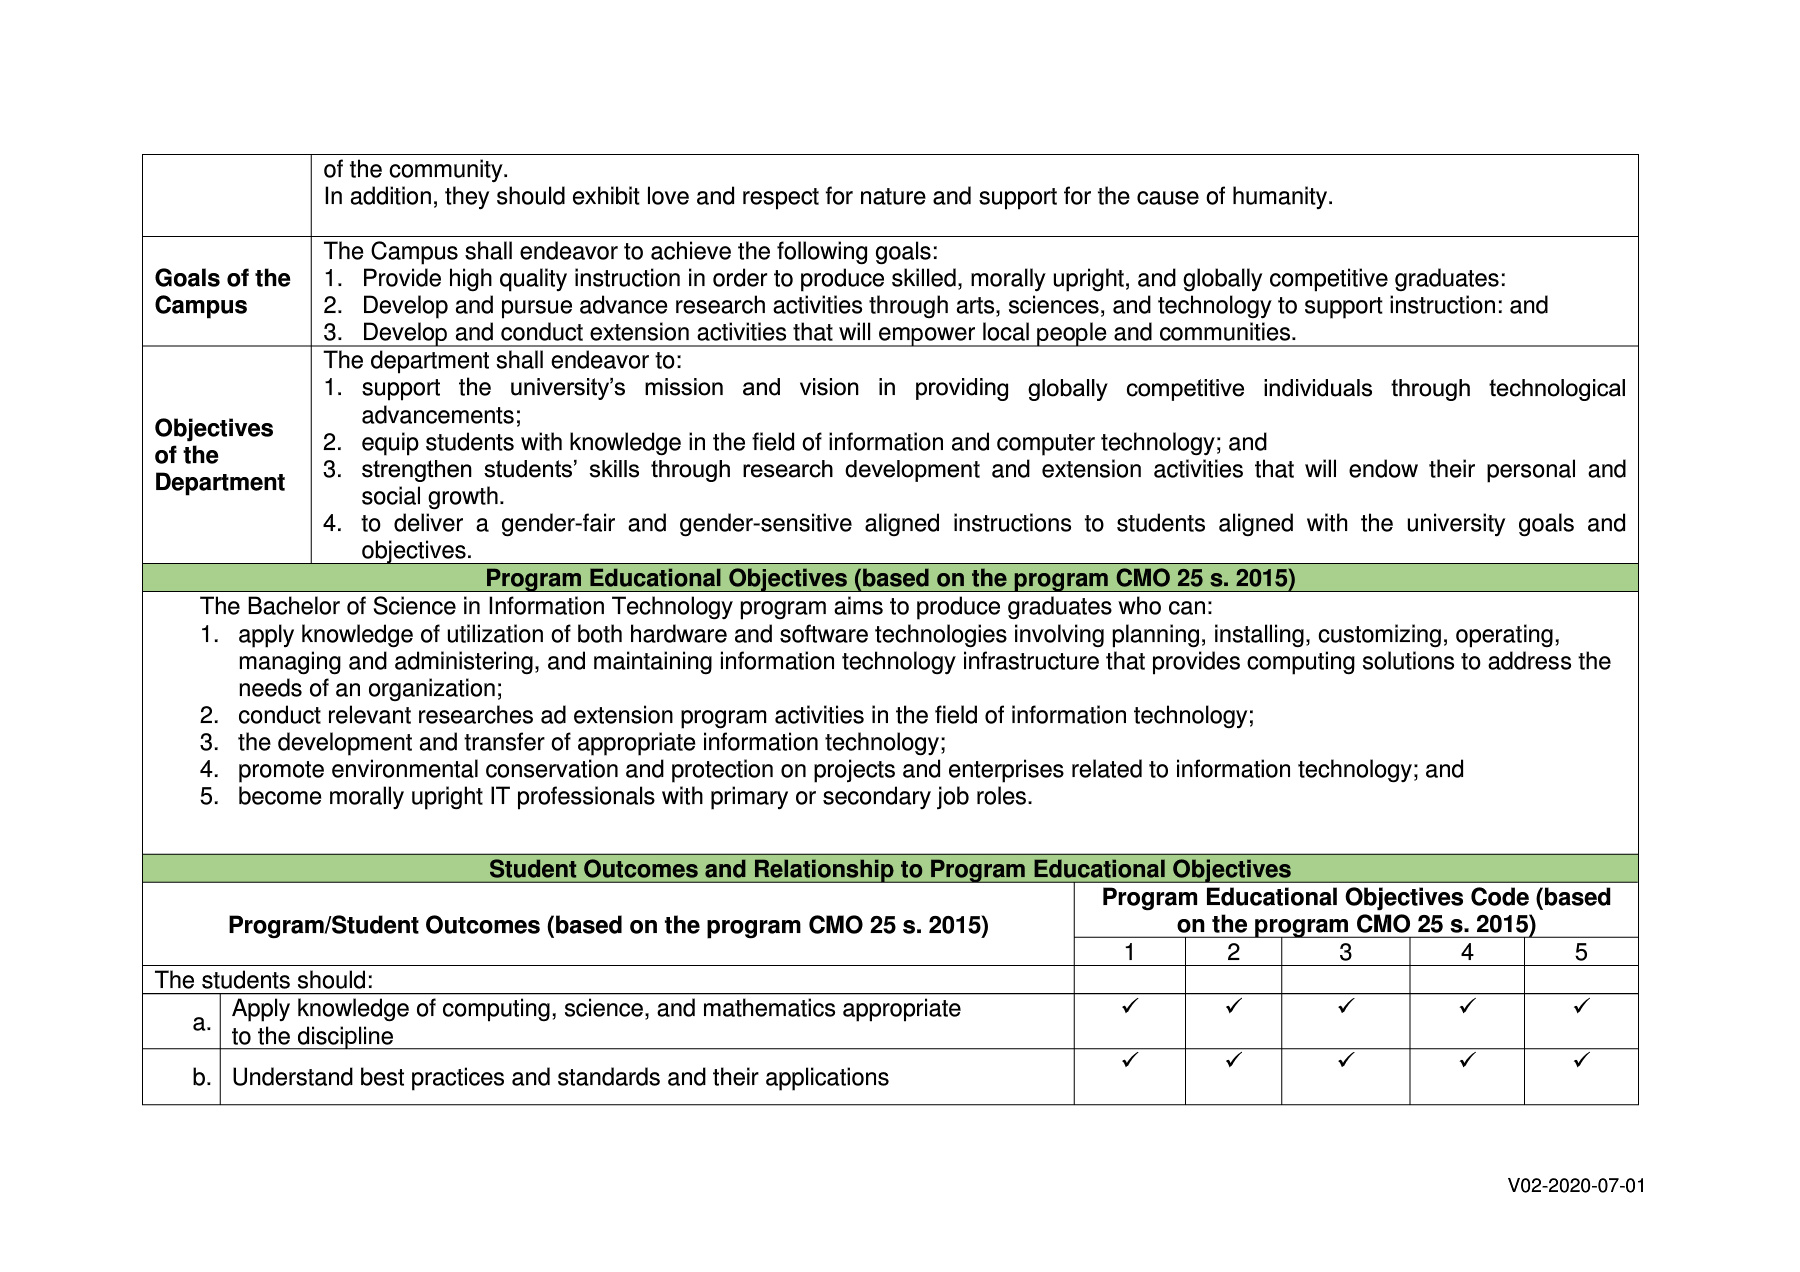 of the community.
In addition, they should exhibit love and respect for nature and support for the cause of humanity.
Goals of the
Campus
The Campus shall endeavor to achieve the following goals:
1. Provide high quality instruction in order to produce skilled, morally upright, and globally competitive graduates:
2. Develop and pursue advance research activities through arts, sciences, and technology to support instruction: and
3. Develop and conduct extension activities that will empower local people and communities.
Objectives
of the
Department
The department shall endeavor to:
1. support the university’s mission and vision in providing globally competitive individuals through technological
advancements;
2. equip students with knowledge in the field of information and computer technology; and
3. strengthen students’ skills through research development and extension activities that will endow their personal and
social growth.
4. to deliver a gender-fair and gender-sensitive aligned instructions to students aligned with the university goals and
objectives.
Program Educational Objectives (based on the program CMO 25 s. 2015)
The Bachelor of Science in Information Technology program aims to produce graduates who can:
1. apply knowledge of utilization of both hardware and software technologies involving planning, installing, customizing, operating,
managing and administering, and maintaining information technology infrastructure that provides computing solutions to address the
needs of an organization;
2. conduct relevant researches ad extension program activities in the field of information technology;
3. the development and transfer of appropriate information technology;
4. promote environmental conservation and protection on projects and enterprises related to information technology; and
5. become morally upright IT professionals with primary or secondary job roles.
Student Outcomes and Relationship to Program Educational Objectives
Program/Student Outcomes (based on the program CMO 25 s. 2015)
Program Educational Objectives Code (based
on the program CMO 25 s. 2015)
1 2 3 4 5
The students should:
a. Apply knowledge of computing, science, and mathematics appropriate
to the discipline
✓ ✓ ✓ ✓ ✓
b. Understand best practices and standards and their applications
✓ ✓ ✓ ✓ ✓
V02-2020-07-01